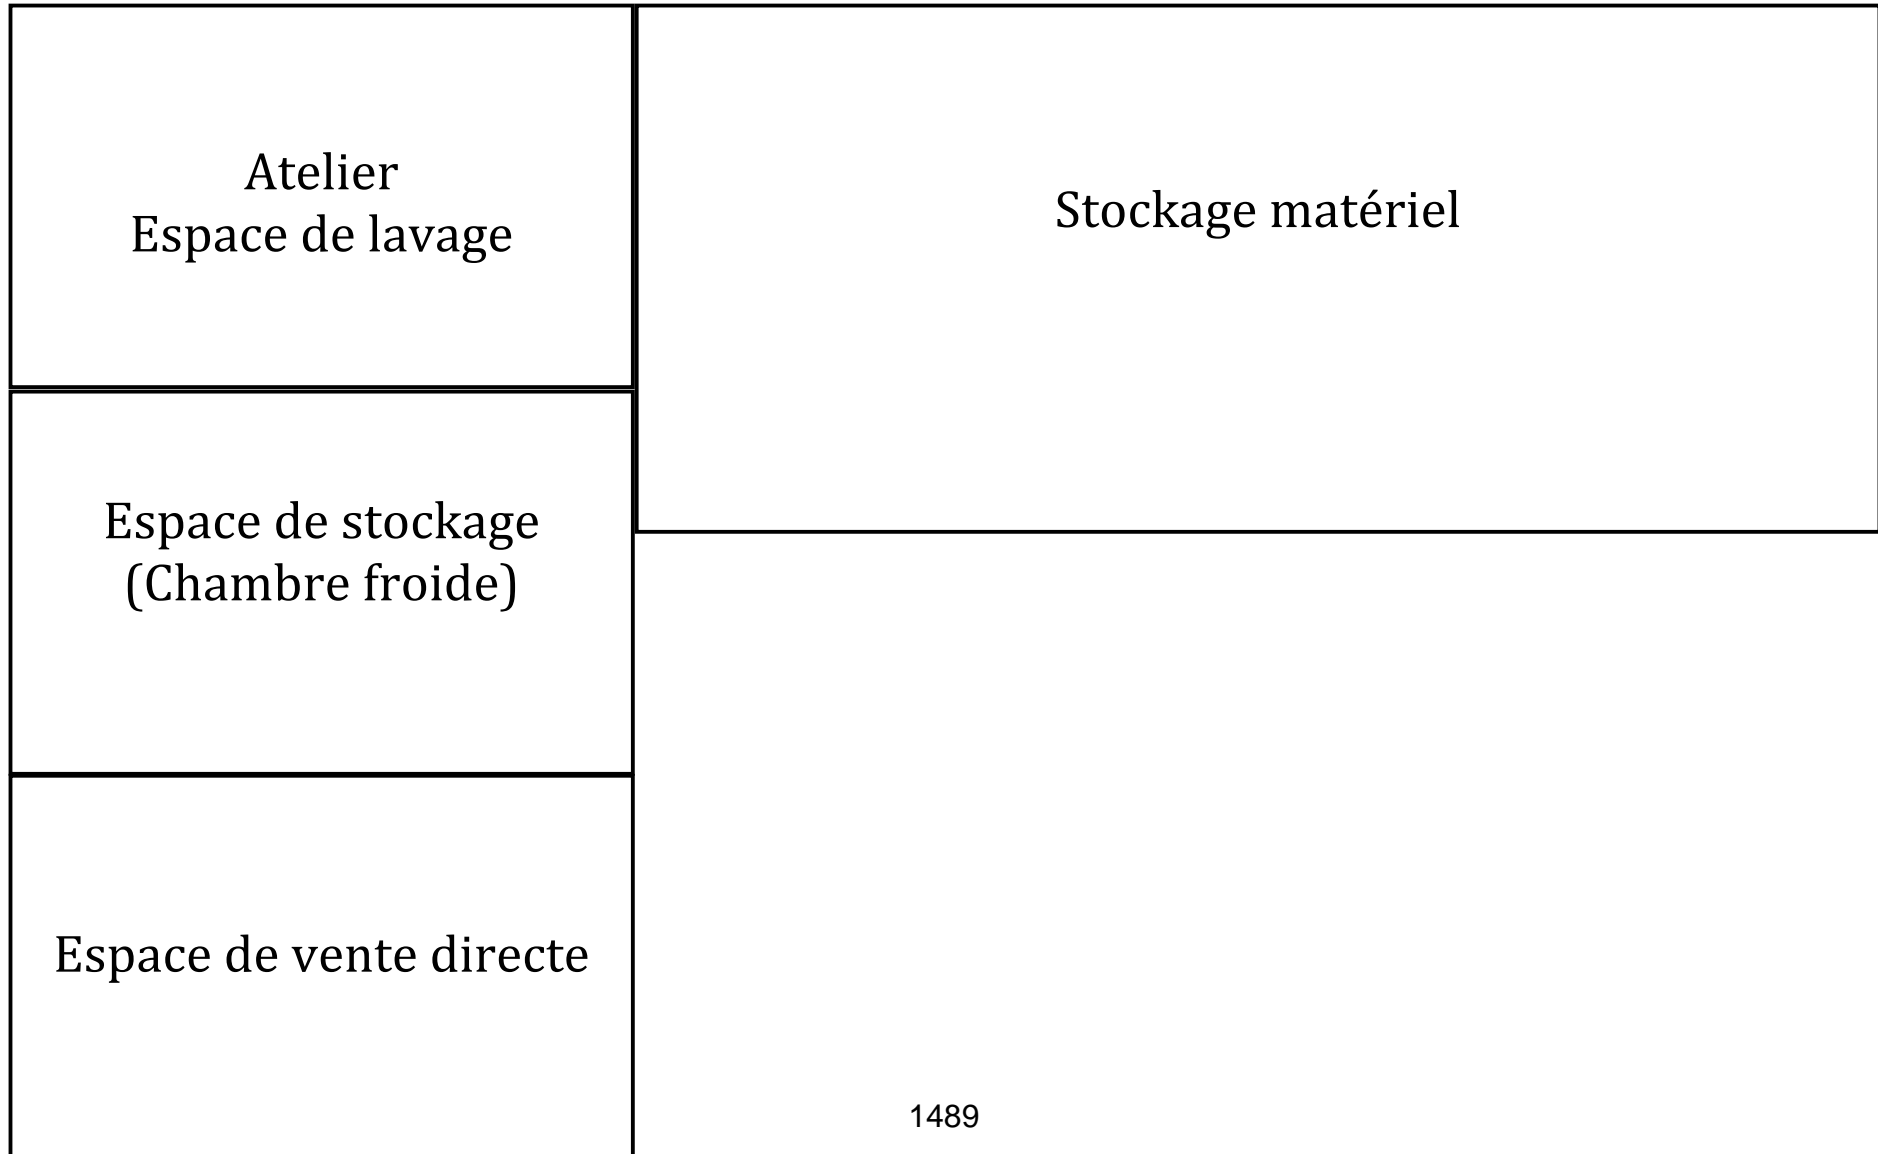 Atelier
Espace de lavage
Stockage matériel
Espace de stockage
(Chambre froide)
Espace de vente directe
1489